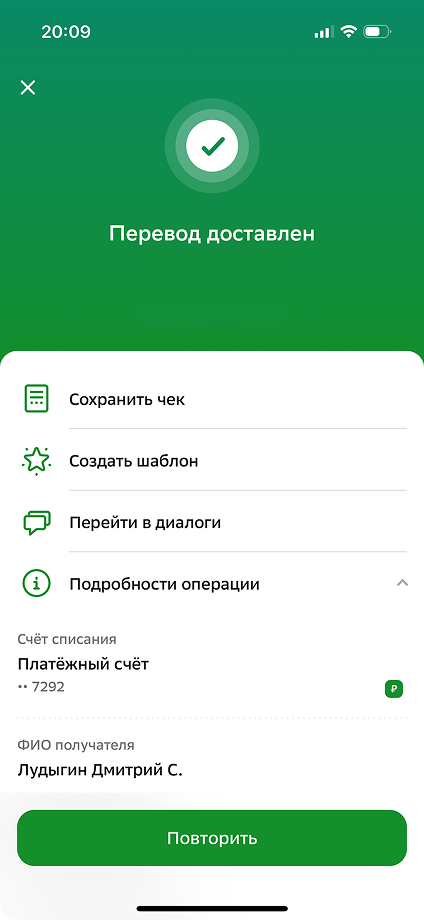 20:09
Перевод доставлен
Сохранить чек
Создать шаблон
Перейти в диалоги
Подробности операции
Счёт списания
Платёжный счёт
•• 7292
₽
ФИО получателя
Лудыгин Дмитрий С.
Повторить